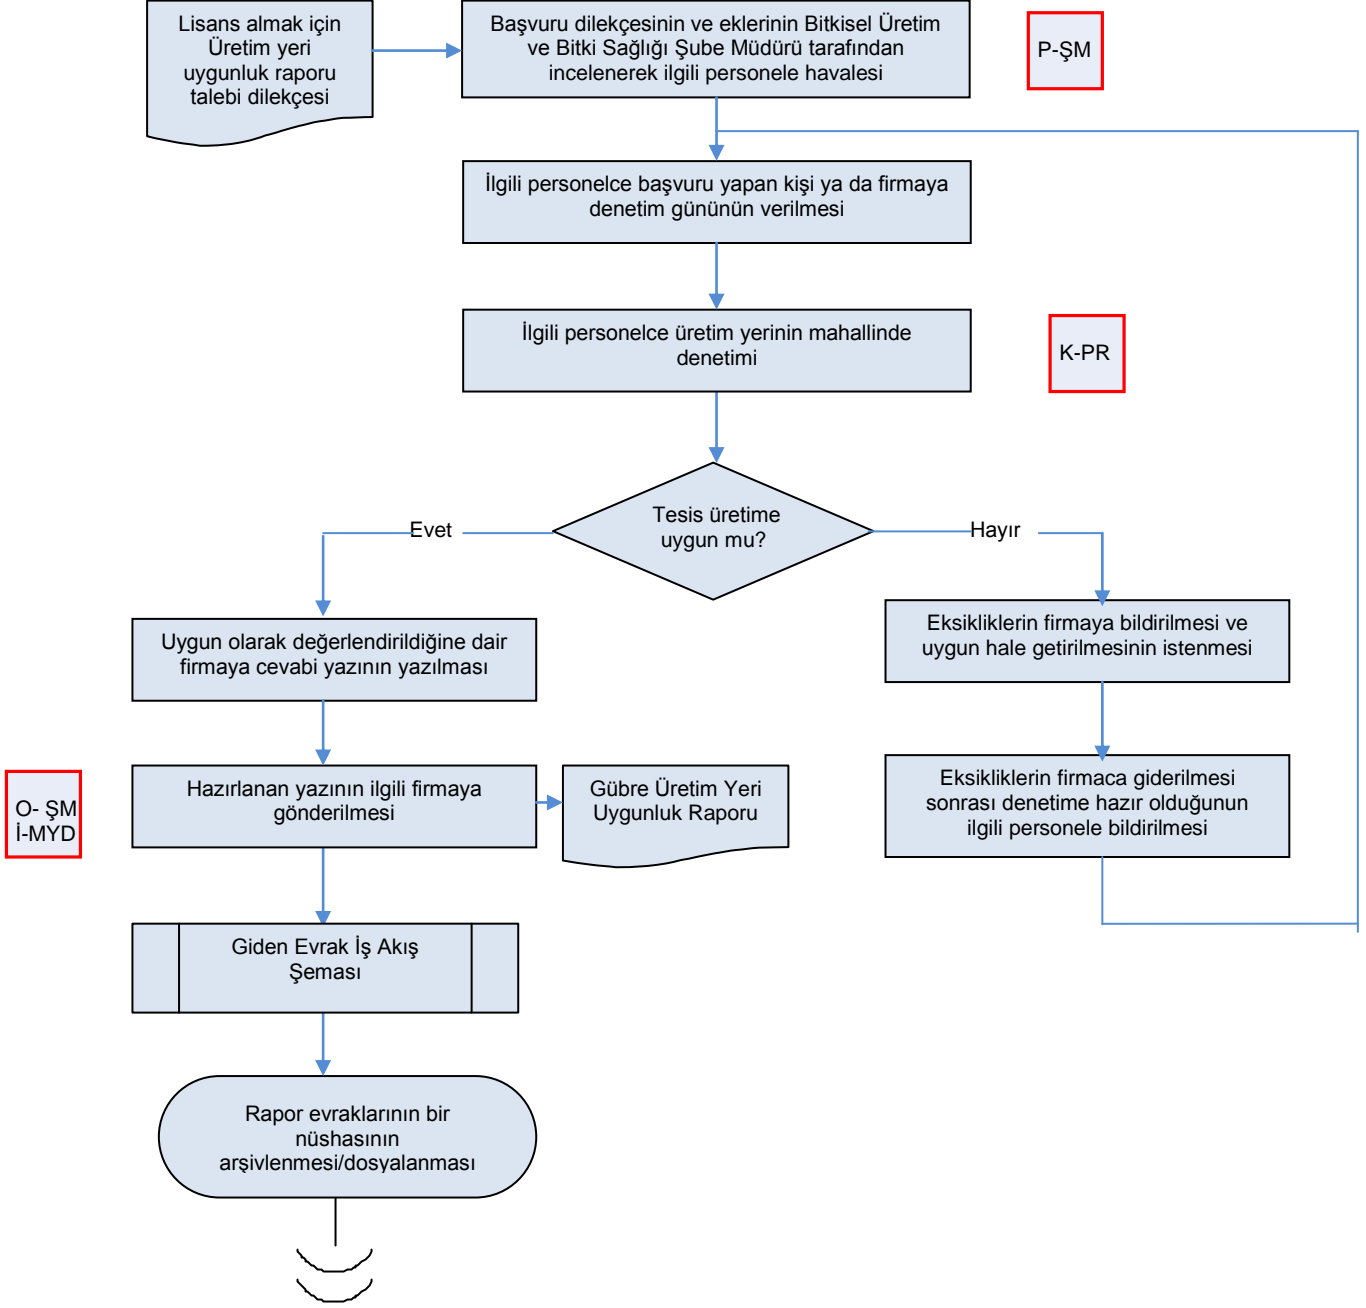 Lisans almak için
Üretim yeri
uygunluk raporu
talebi dilekçesi
Başvuru dilekçesinin ve eklerinin Bitkisel Üretim
ve Bitki Sağlığı Şube Müdürü tarafından
incelenerek ilgili personele havalesi
P-ŞM
İlgili personelce başvuru yapan kişi ya da firmaya
denetim gününün verilmesi
İlgili personelce üretim yerinin mahallinde
denetimi
K-PR
Tesis üretime
uygun mu?
Evet
Hayır
Uygun olarak değerlendirildiğine dair
firmaya cevabi yazının yazılması
Eksikliklerin firmaya bildirilmesi ve
uygun hale getirilmesinin istenmesi
O- ŞM
İ-MYD
Hazırlanan yazının ilgili firmaya
gönderilmesi
Gübre Üretim Yeri
Uygunluk Raporu
Eksikliklerin firmaca giderilmesi
sonrası denetime hazır olduğunun
ilgili personele bildirilmesi
Giden Evrak İş Akış
Şeması
Rapor evraklarının bir
nüshasının
arşivlenmesi/dosyalanması